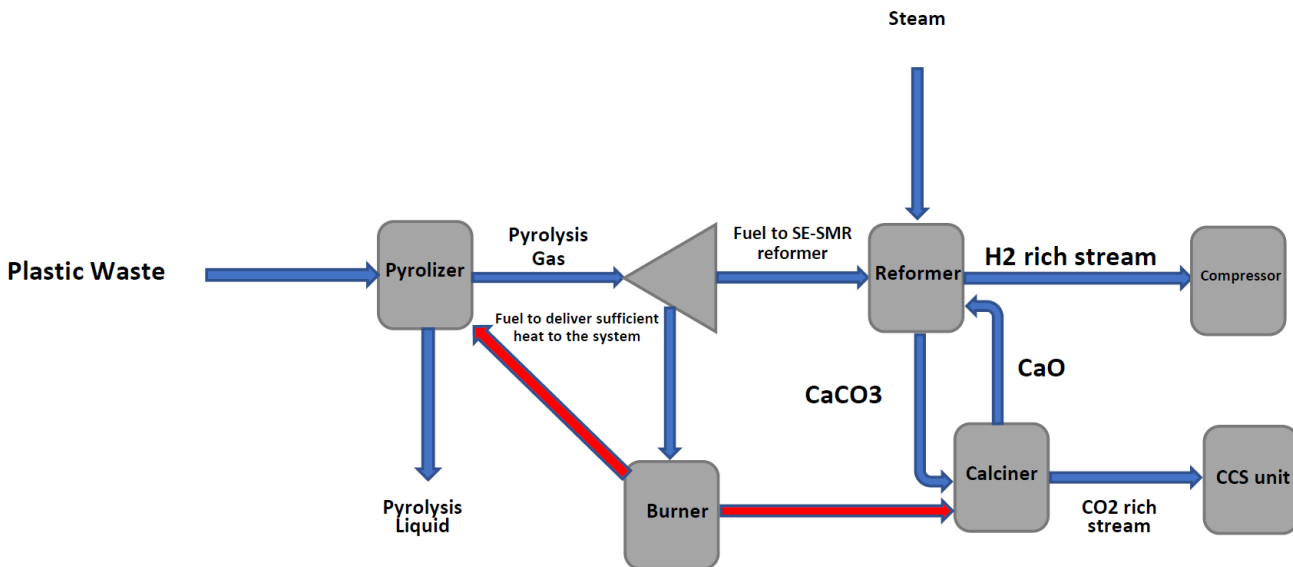 Steam
Plastic Waste
Pyrolizer
Pyrolysis
Gas
Fuel to SE-SMR
reformer
Reformer
H2 rich stream
Compressor
Fuel to deliver sufficient
heat to the system
CaCO3
CaO
Pyrolysis
Liquid
Burner
Calciner
CO2 rich
stream
CCS unit